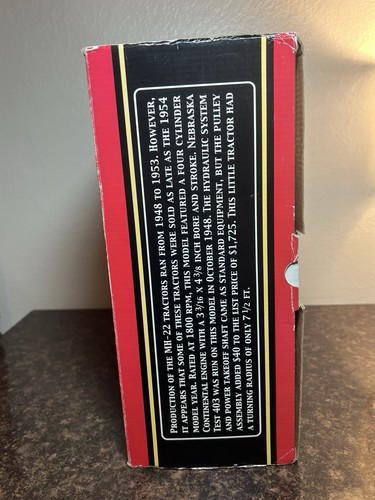 PRODUCTION OF THE MH-22 TRACTORS RAN FROM 1948 TO 1953. HOWEVER,
IT APPEARS THAT SOME OF THESE TRACTORS WERE SOLD AS LATE AS THE 1954
MODEL YEAR. RATED AT 1800 RPM, THIS MODEL FEATURED A FOUR CYLINDER
CONTINENTAL ENGINE WITH A 3 3/16 X 4 3/8 INCH BORE AND STROKE. NEBRASKA
TEST 403 WAS RUN ON THIS MODEL IN OCTOBER 1948. THE HYDRAULIC SYSTEM
AND POWER TAKEOFF SHAFT CAME AS STANDARD EQUIPMENT, BUT THE PULLEY
ASSEMBLY ADDED $40 TO THE LIST PRICE OF $1,725. THIS LITTLE TRACTOR HAD
A TURNING RADIUS OF ONLY 7 1/2 FT.